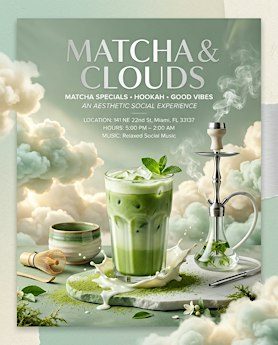 MATCHA &
CLOUDS
MATCHA SPECIALS • HOOKAH • GOOD VIBES
AN AESTHETIC SOCIAL EXPERIENCE
LOCATION: 141 NE 22nd St, Miami, FL 33137
HOURS: 5:00 PM – 2:00 AM
MUSIC: Relaxed Social Music